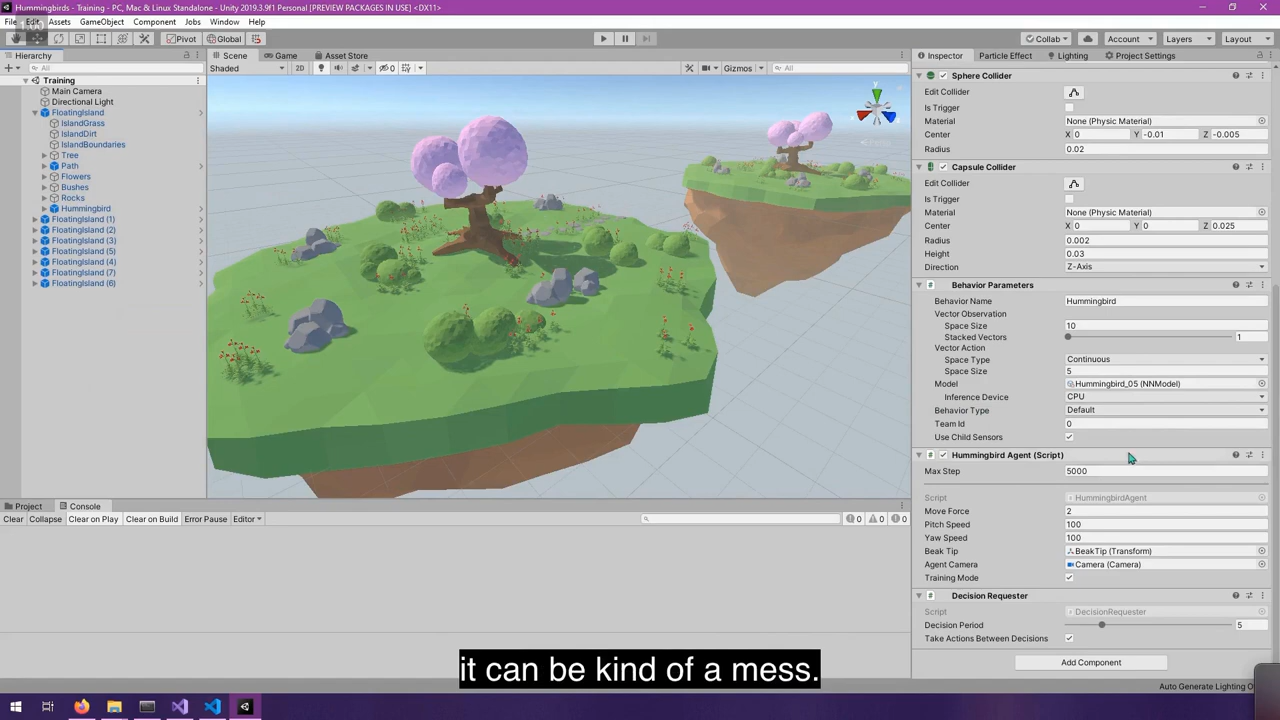 Hummingbirds - Training - PC, Mac & Linux Standalone - Unity 2019.3.9f1 Personal [PREVIEW PACKAGES IN USE] <DX11>
File Edit Assets GameObject Component Jobs Window Help
Pivot Local Collab Account Layers Layout
Hierarchy Scene Game Asset Store Inspector Particle Effect Lighting Project Settings
All Shaded 2D 0 Gizmos All
Training
Main Camera
Directional Light
FloatingIsland
IslandGrass
IslandDirt
IslandBoundaries
Tree
Path
Flowers
Bushes
Rocks
Hummingbird
FloatingIsland (1)
FloatingIsland (2)
FloatingIsland (3)
FloatingIsland (5)
FloatingIsland (4)
FloatingIsland (7)
FloatingIsland (6)
y
Sphere Collider
Edit Collider
Is Trigger
Material None (Physic Material)
Center X 0 Y -0.01 Z -0.005
Radius 0.02
Capsule Collider
Edit Collider
Is Trigger
Material None (Physic Material)
Center X 0 Y 0 Z 0.025
Radius 0.002
Height 0.03
Direction Z-Axis
Behavior Parameters
Behavior Name Hummingbird
Vector Observation
Space Size 10
Stacked Vectors 1
Vector Action
Space Type Continuous
Space Size 5
Model Hummingbird_05 (NNModel)
Inference Device CPU
Behavior Type Default
Team Id 0
Use Child Sensors
Hummingbird Agent (Script)
Max Step 5000
Script HummingbirdAgent
Move Force 2
Pitch Speed 100
Yaw Speed 100
Beak Tip BeakTip (Transform)
Agent Camera Camera (Camera)
Training Mode
Decision Requester
Script DecisionRequester
Decision Period 5
Take Actions Between Decisions
Add Component
Project Console
Clear Collapse Clear on Play Clear on Build Error Pause Editor 0 0 0
it can be kind of a mess.
Auto Generate Lighting O